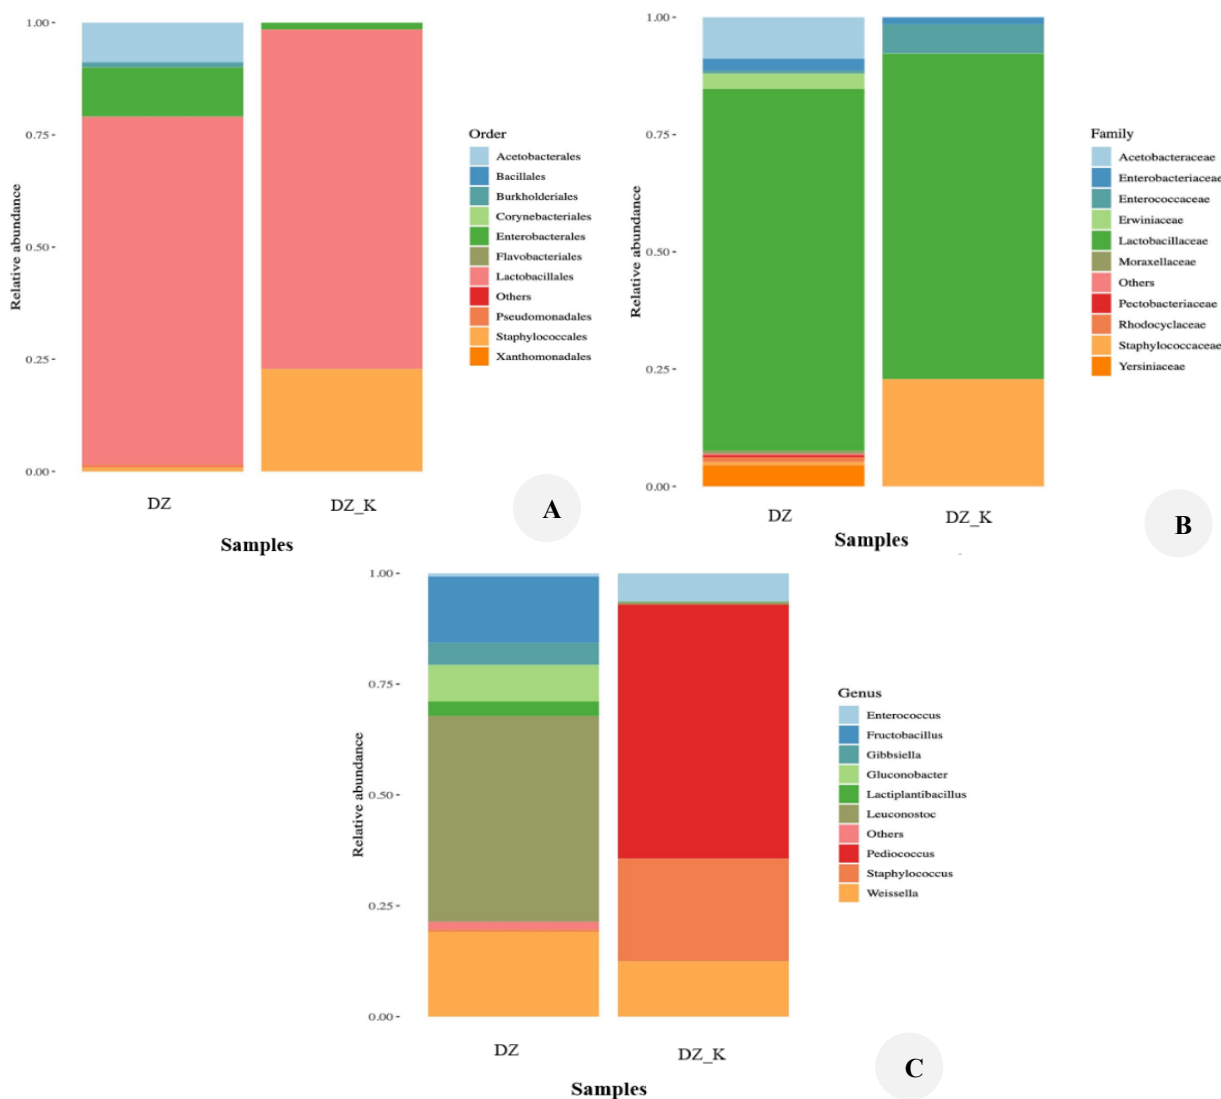 1.00
0.75
0.50
0.25
0.00
Relative abundance
DZ
DZ_K
Samples
Order
Acetobacterales
Bacillales
Burkholderiales
Corynebacteriales
Enterobacterales
Flavobacteriales
Lactobacillales
Others
Pseudomonadales
Staphylococcales
Xanthomonadales
A
1.00
0.75
0.50
0.25
0.00
Relative abundance
DZ
DZ_K
Samples
Family
Acetobacteraceae
Enterobacteriaceae
Enterococcaceae
Erwiniaceae
Lactobacillaceae
Moraxellaceae
Others
Pectobacteriaceae
Rhodocyclaceae
Staphylococcaceae
Yersiniaceae
B
1.00
0.75
0.50
0.25
0.00
Relative abundance
DZ
DZ_K
Samples
Genus
Enterococcus
Fructobacillus
Gibbsiella
Gluconobacter
Lactiplantibacillus
Leuconostoc
Others
Pediococcus
Staphylococcus
Weissella
C